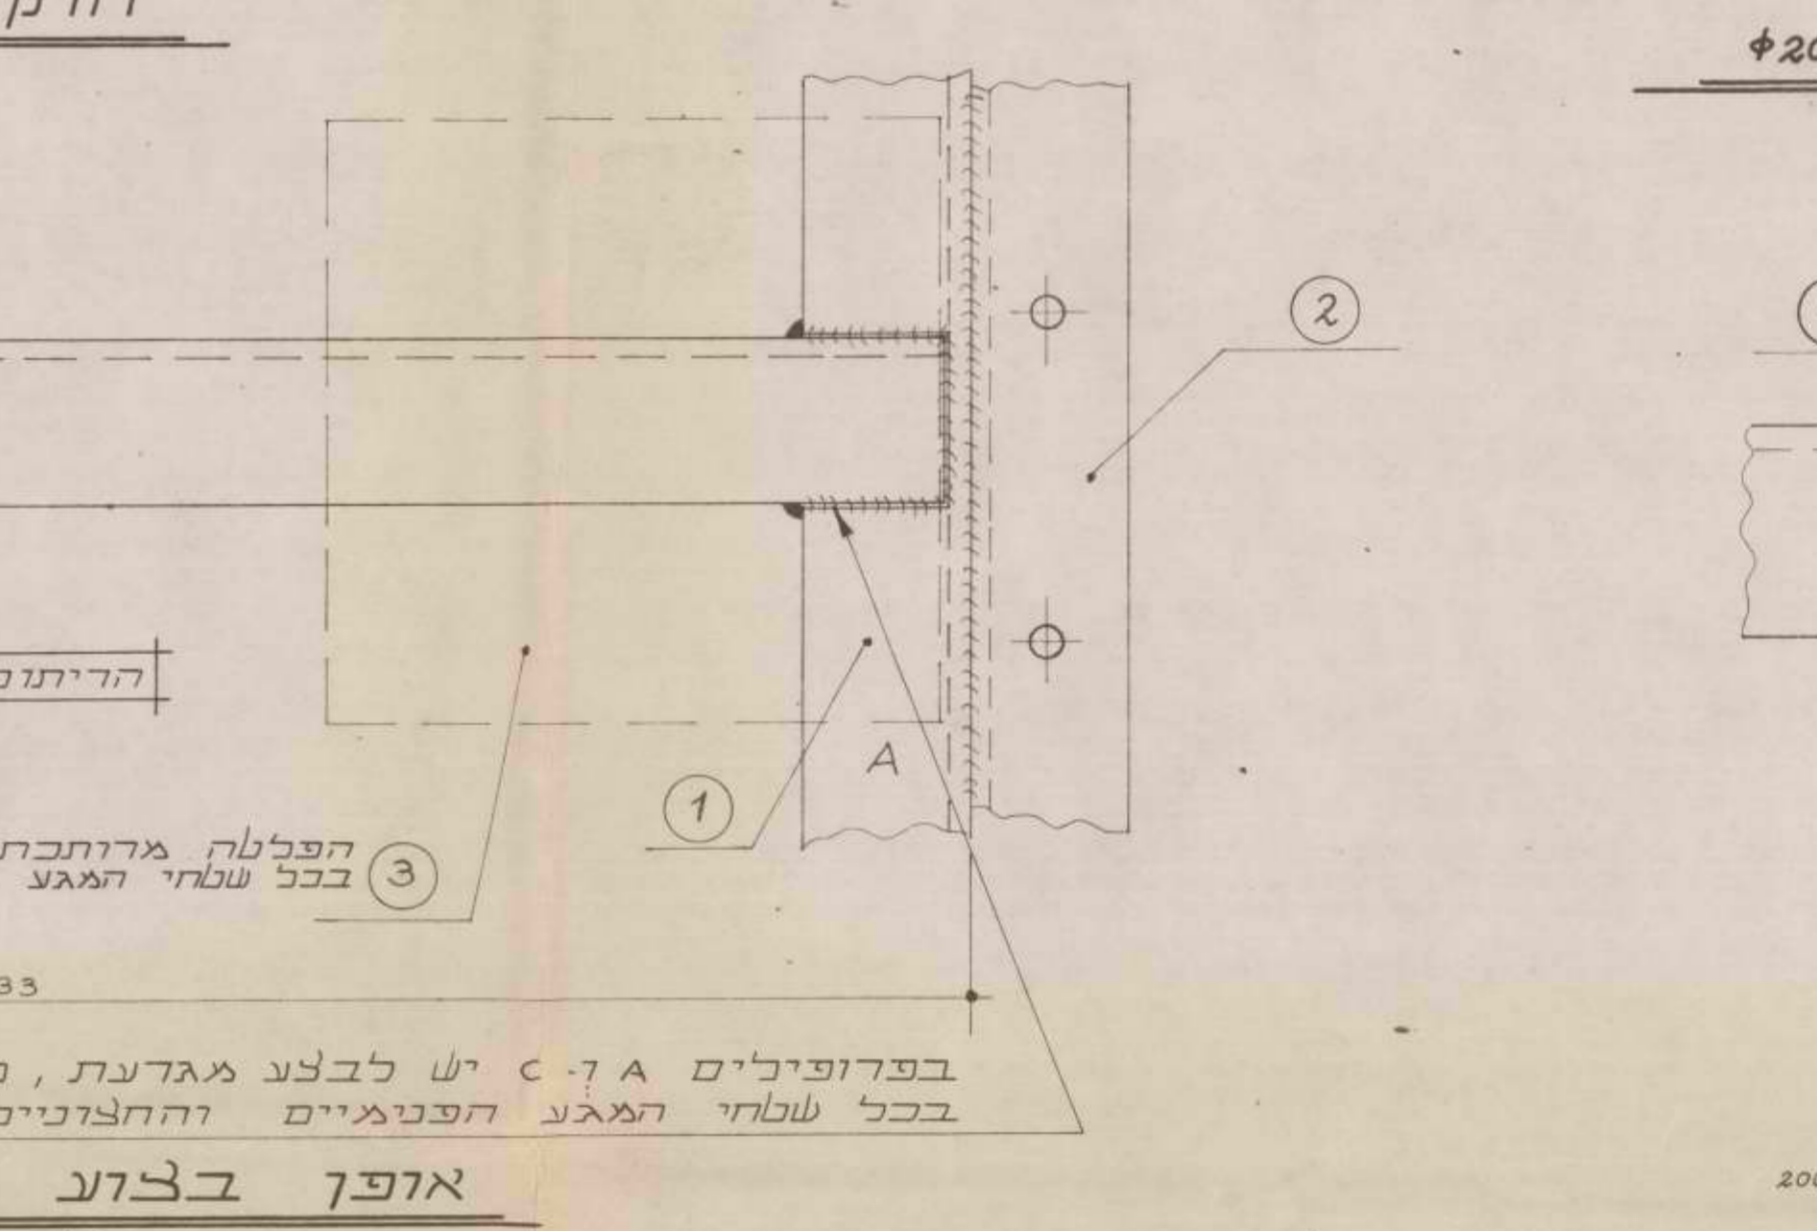 φ20
2
הריתוכ
A
1
הפלטה מרותכת
בכל שטחי המגע
3
33
בפרופילים A ו-C יש לבצע מגרעת,
בכל שטחי המגע הפנימיים והחצוניים
אופן בצוע
200